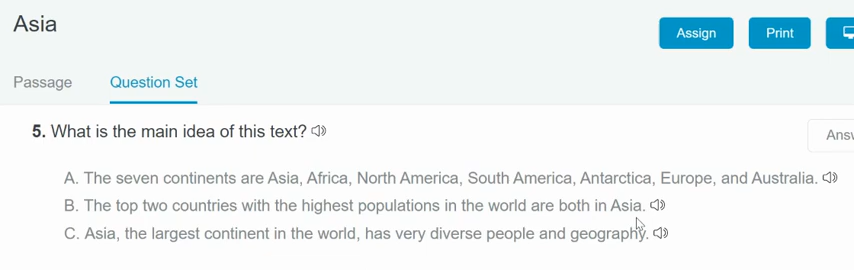 Asia
Assign Print
Passage Question Set
5. What is the main idea of this text?
A. The seven continents are Asia, Africa, North America, South America, Antarctica, Europe, and Australia.
B. The top two countries with the highest populations in the world are both in Asia.
C. Asia, the largest continent in the world, has very diverse people and geography.